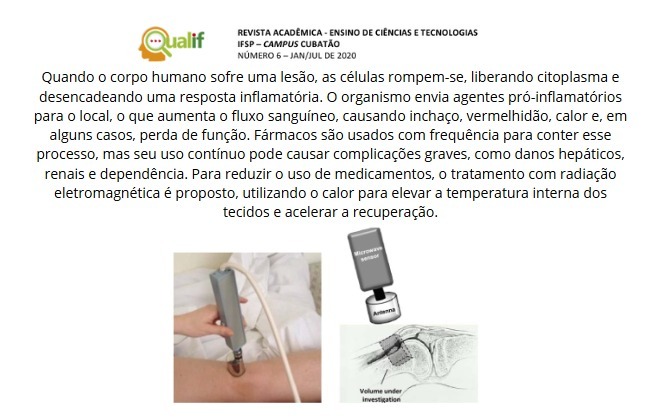 Qualif
REVISTA ACADÊMICA - ENSINO DE CIÊNCIAS E TECNOLOGIAS
IFSP – CAMPUS CUBATÃO
NÚMERO 6 – JAN/JUL DE 2020
Quando o corpo humano sofre uma lesão, as células rompem-se, liberando citoplasma e
desencadeando uma resposta inflamatória. O organismo envia agentes pró-inflamatórios
para o local, o que aumenta o fluxo sanguíneo, causando inchaço, vermelhidão, calor e, em
alguns casos, perda de função. Fármacos são usados com frequência para conter esse
processo, mas seu uso contínuo pode causar complicações graves, como danos hepáticos,
renais e dependência. Para reduzir o uso de medicamentos, o tratamento com radiação
eletromagnética é proposto, utilizando o calor para elevar a temperatura interna dos
tecidos e acelerar a recuperação.
Microwave
sensor
Antenna
Volume under
investigation